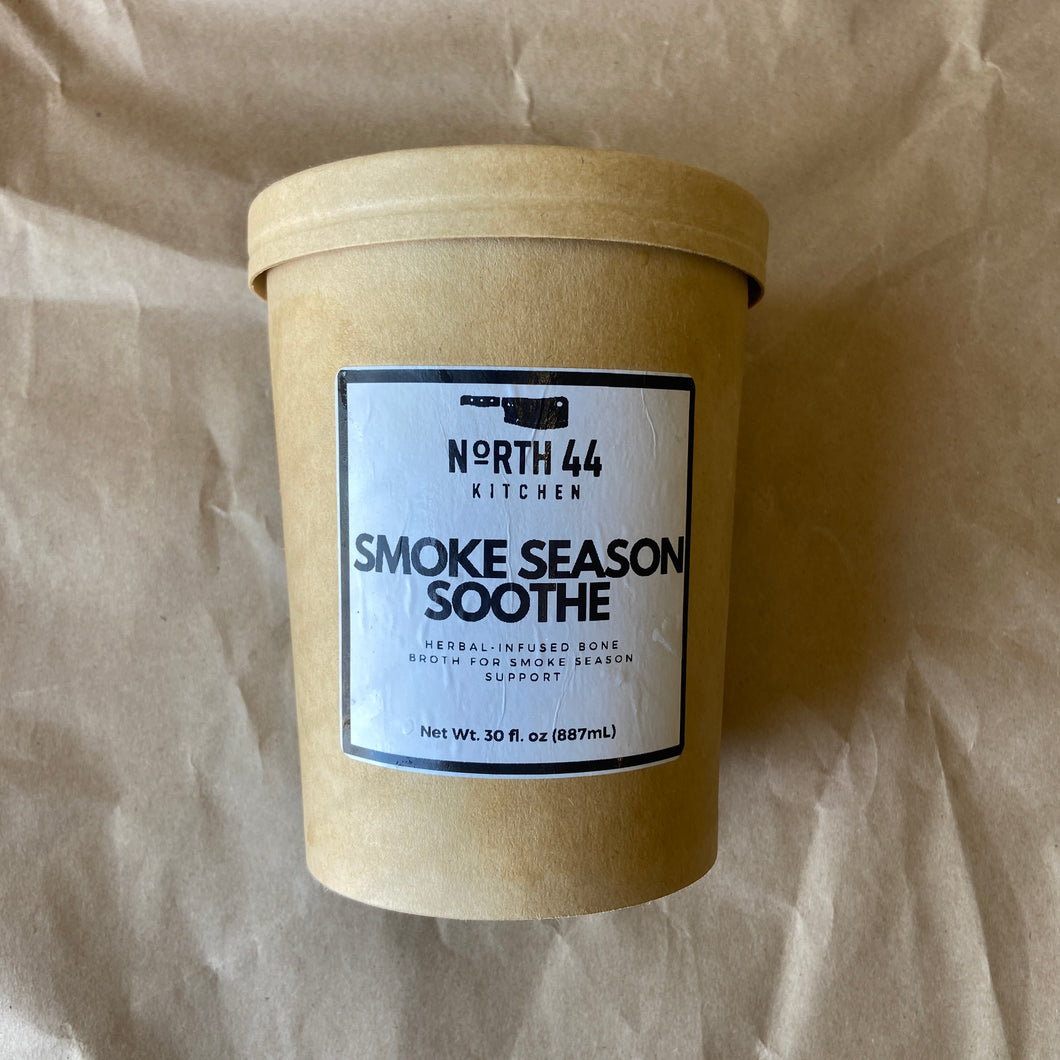 NºRTH 44
KITCHEN
SMOKE SEASON
SOOTHE
HERBAL-INFUSED BONE
BROTH FOR SMOKE SEASON
SUPPORT
Net Wt. 30 fl. oz (887mL)